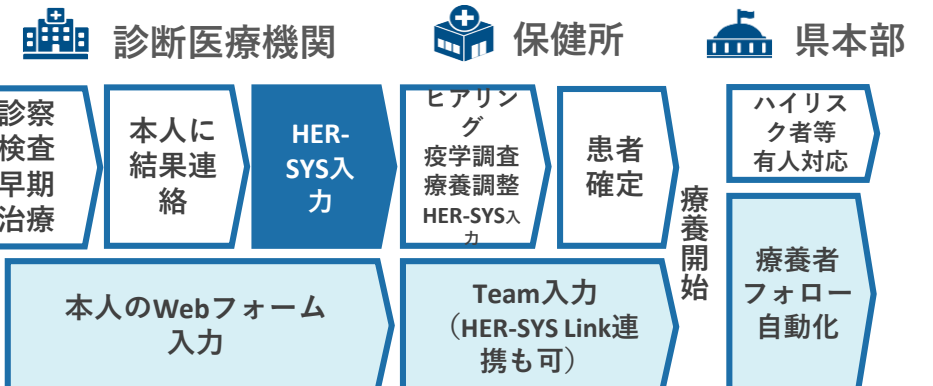 診断医療機関
保健所
県本部
診察
検査
早期
治療
本人に
結果連
絡
HER-
SYS入
力
ヒアリン
グ
疫学調査
療養調整
HER-SYS入
力
患者
確定
療養開始
ハイリス
ク者等
有人対応
本人のWebフォーム
入力
Team入力
（HER-SYS Link連
携も可）
療養者
フォロー
自動化